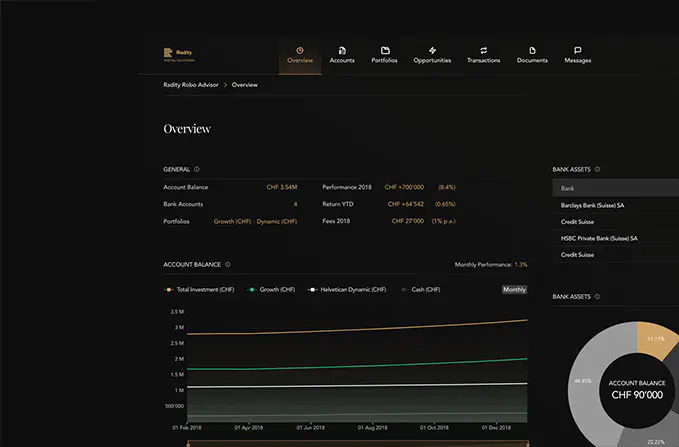 Radity
Overview
Accounts
Portfolios
Opportunities
Transactions
Documents
Messages
Radity Robo Advisor > Overview
Overview
GENERAL
Account Balance CHF 3.54M
Bank Accounts 4
Portfolios Growth (CHF) · Dynamic (CHF)
Performance 2018 CHF +700'000 (8.4%)
Return YTD CHF +64'542 (0.65%)
Fees 2018 CHF 27'000 (1% p.a.)
BANK ASSETS
Bank
Barclays Bank (Suisse) SA
Credit Suisse
HSBC Private Bank (Suisse) SA
Credit Suisse
ACCOUNT BALANCE
Monthly Performance: 1.3%
Total Investment (CHF)
Growth (CHF)
Helvetican Dynamic (CHF)
Cash (CHF)
Monthly
3.5 M
3 M
2.5 M
2 M
1.5 M
1 M
500'000
01 Feb 2018
01 Apr 2018
01 Jun 2018
01 Aug 2018
01 Oct 2018
01 Dec 2018
BANK ASSETS
11.11%
44.45%
22.22%
ACCOUNT BALANCE
CHF 90'000